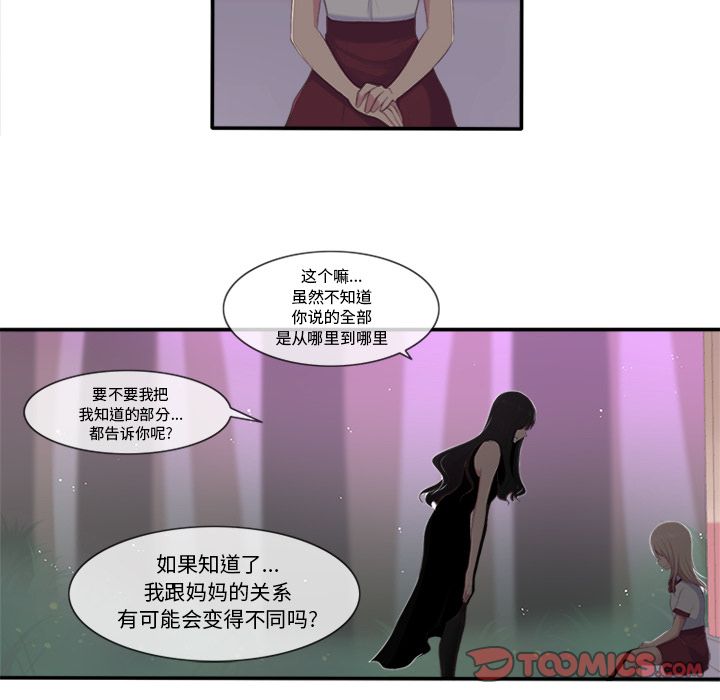 这个嘛...
虽然不知道
你说的全部
是从哪里到哪里
要不要我把
我知道的部分...
都告诉你呢?
如果知道了...
我跟妈妈的关系
有可能会变得不同吗?
TOOMICS.COM